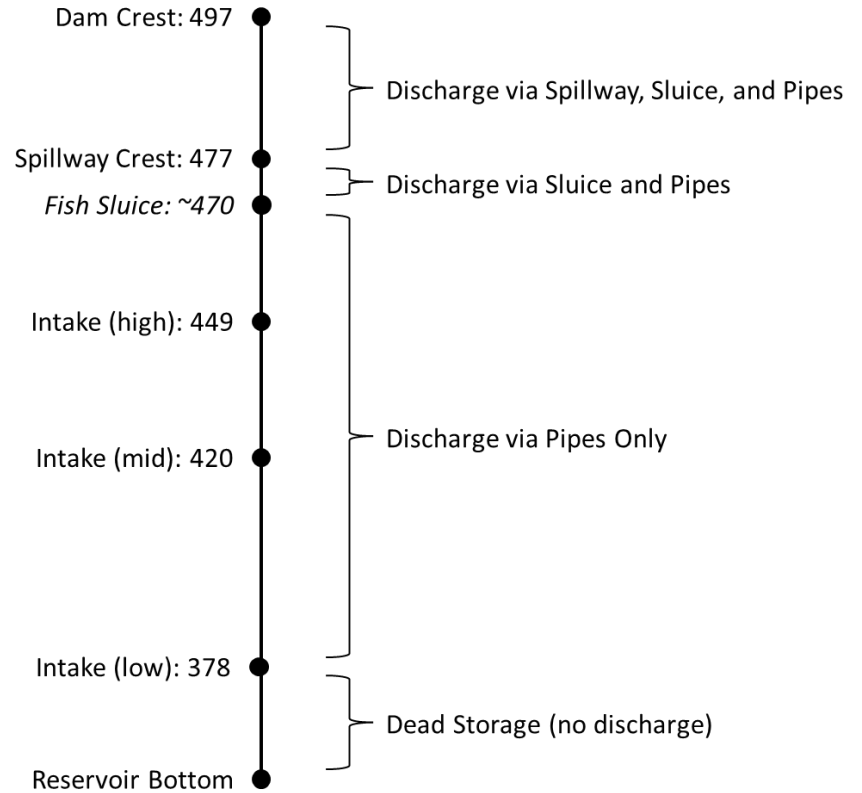 Dam Crest: 497
Discharge via Spillway, Sluice, and Pipes
Spillway Crest: 477
Discharge via Sluice and Pipes
Fish Sluice: ~470
Intake (high): 449
Discharge via Pipes Only
Intake (mid): 420
Intake (low): 378
Dead Storage (no discharge)
Reservoir Bottom